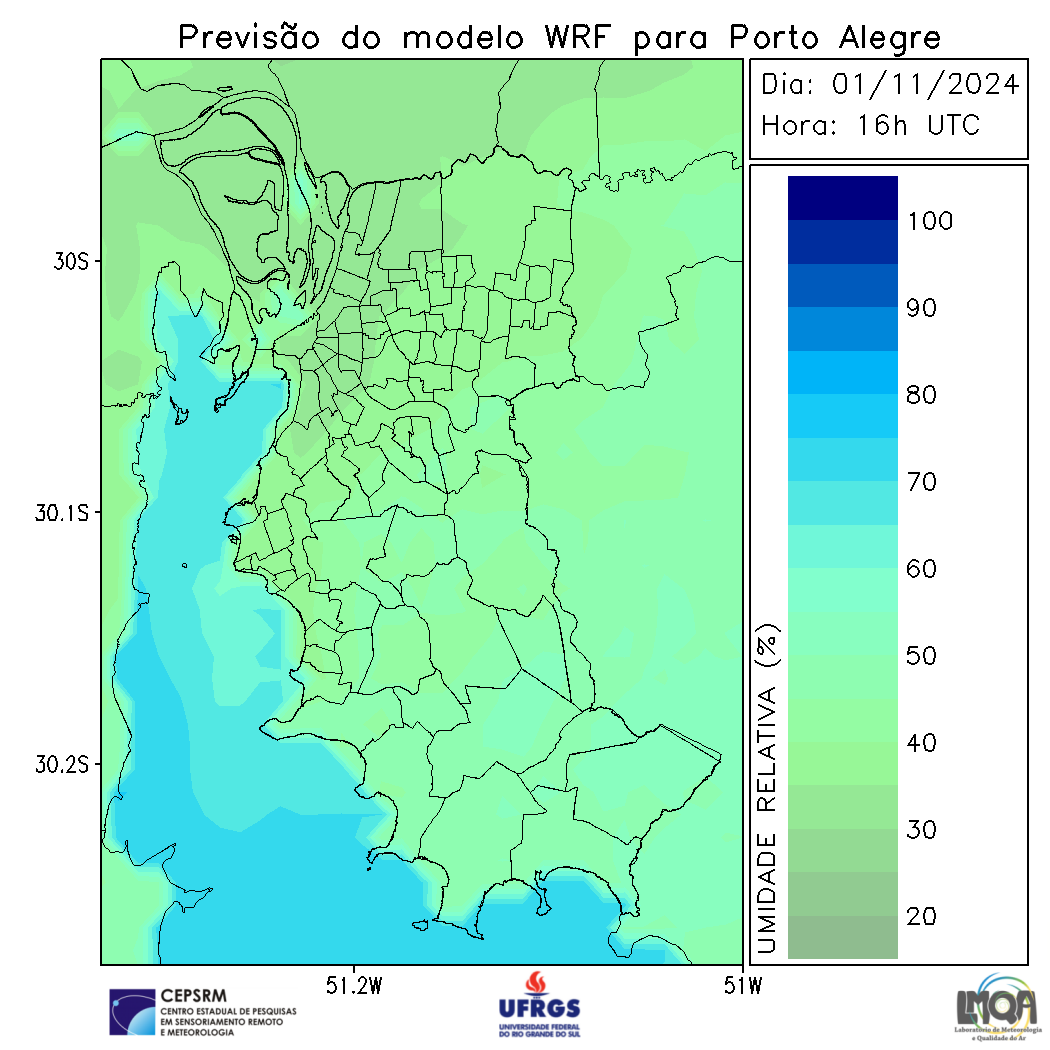 Previsão do modelo WRF para Porto Alegre
Dia: 01/11/2024
Hora: 16h UTC
30S
30.1S
30.2S
51.2W
51W
100
90
80
70
60
50
40
30
20
UMIDADE RELATIVA (%)
CEPSRM
CENTRO ESTADUAL DE PESQUISAS
EM SENSORIAMENTO REMOTO
E METEOROLOGIA
UFRGS
UNIVERSIDADE FEDERAL
DO RIO GRANDE DO SUL
LMQA
Laboratório de Meteorologia
e Qualidade do Ar